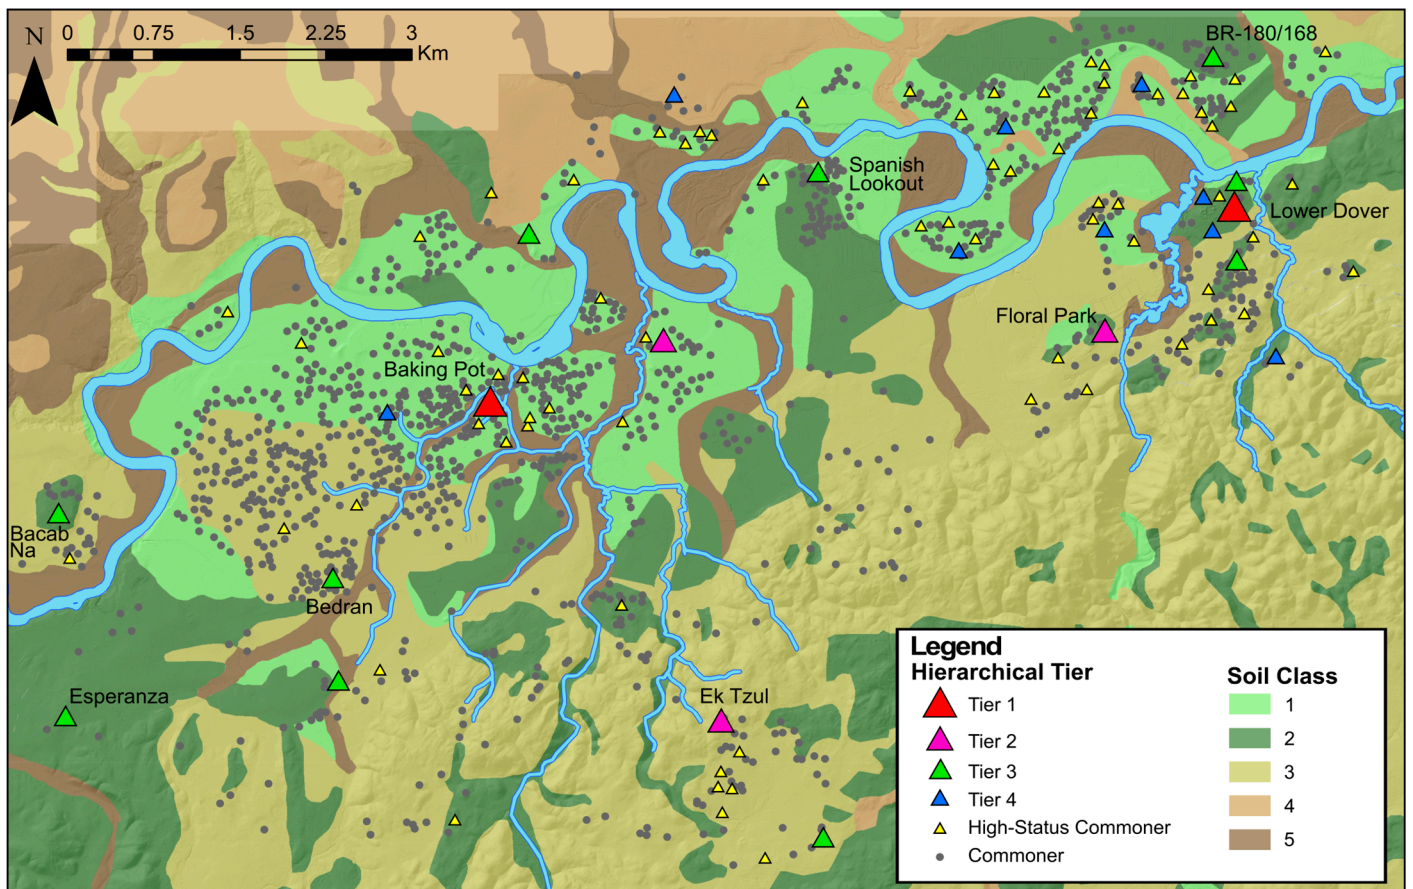 N
0 0.75 1.5 2.25 3
Km
BR-180/168
Spanish
Lookout
Lower Dover
Floral Park
Baking Pot
Bacab
Na
Bedran
Esperanza
Ek Tzul
Legend
Hierarchical Tier
Tier 1
Tier 2
Tier 3
Tier 4
High-Status Commoner
Commoner
Soil Class
1
2
3
4
5